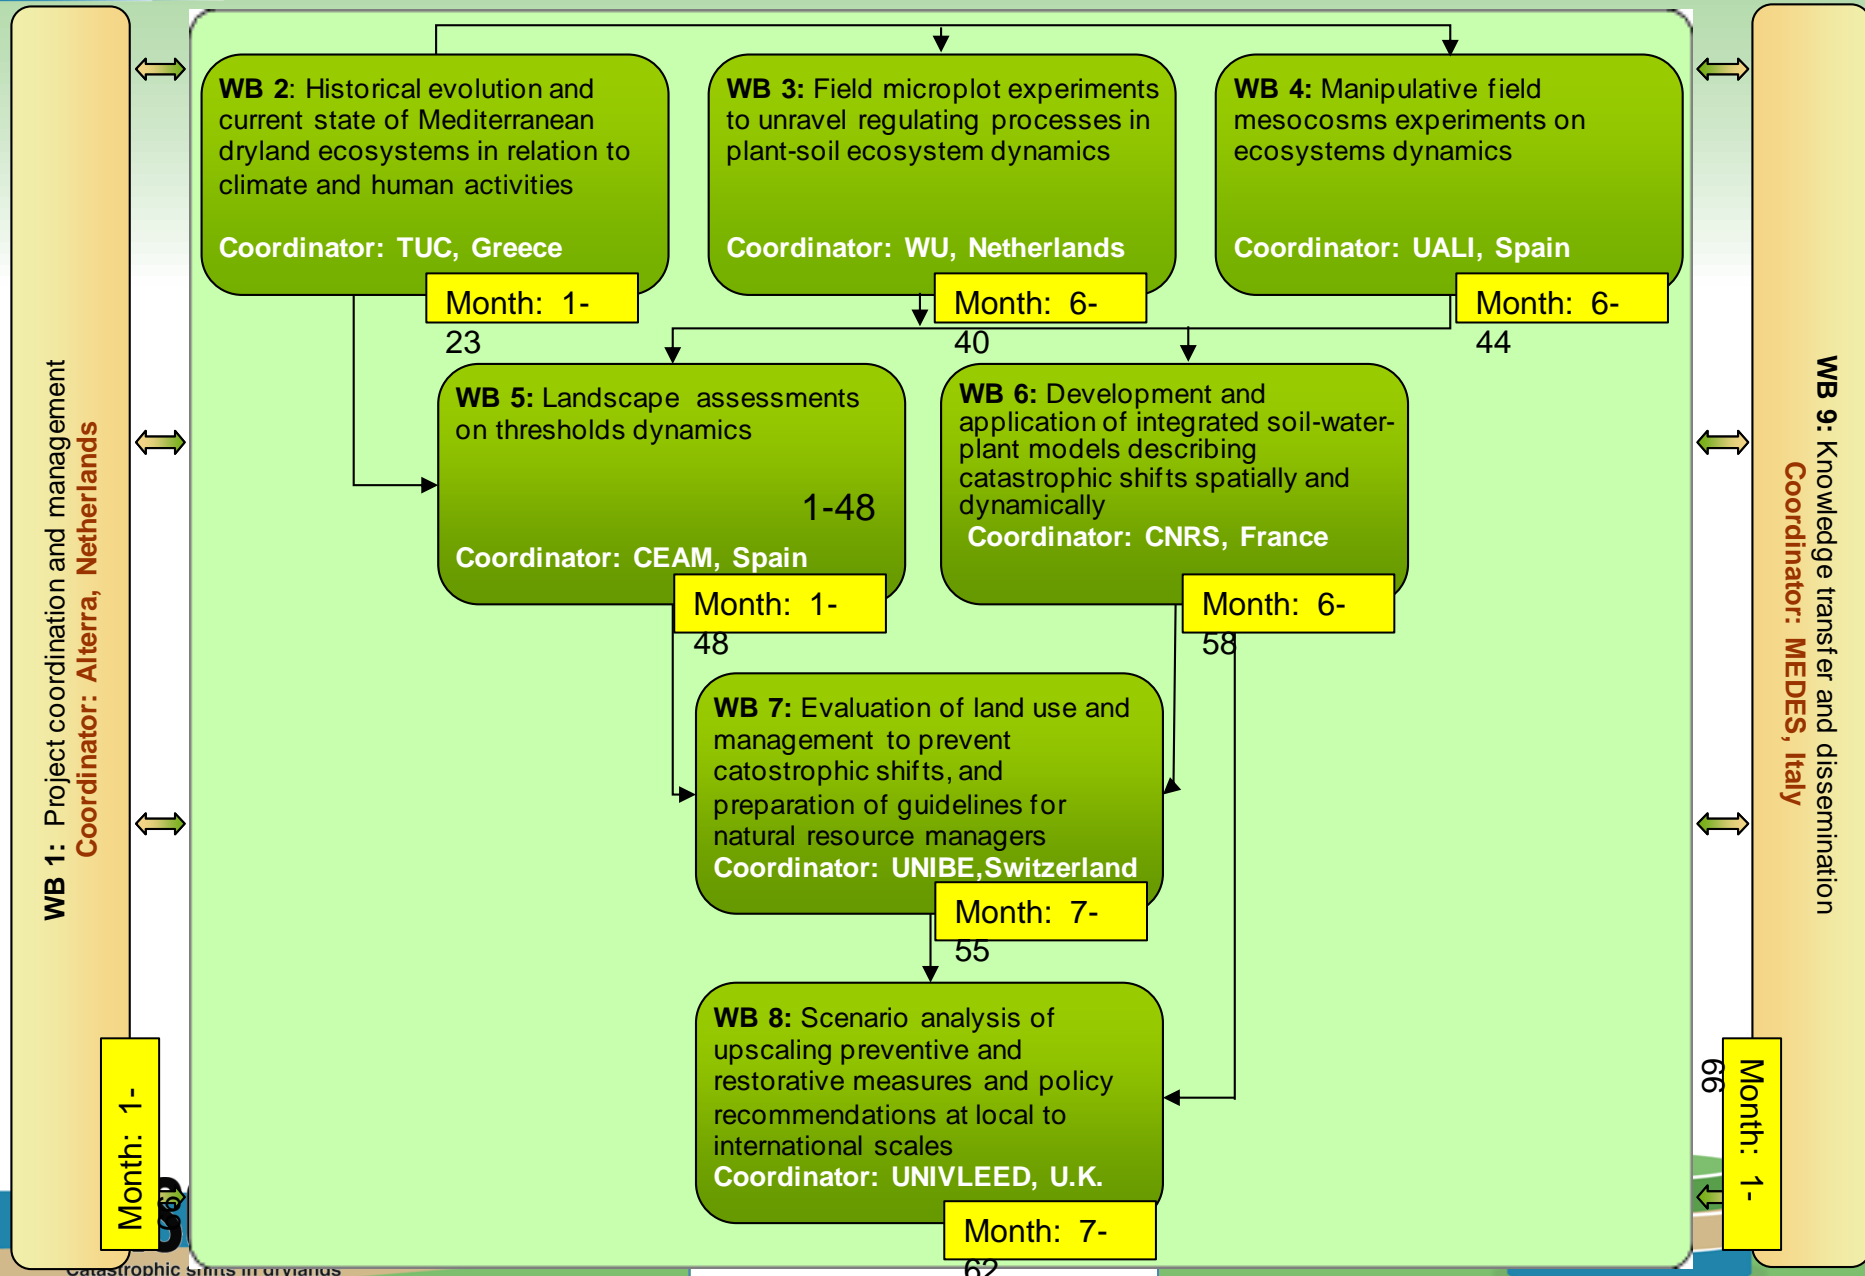 WB 1: Project coordination and management
Coordinator: Alterra, Netherlands
Month: 1-
WB 2: Historical evolution and
current state of Mediterranean
dryland ecosystems in relation to
climate and human activities
Coordinator: TUC, Greece
Month: 1-
23
WB 3: Field microplot experiments
to unravel regulating processes in
plant-soil ecosystem dynamics
Coordinator: WU, Netherlands
Month: 6-
40
WB 4: Manipulative field
mesocosms experiments on
ecosystems dynamics
Coordinator: UALI, Spain
Month: 6-
44
WB 5: Landscape assessments
on thresholds dynamics
1-48
Coordinator: CEAM, Spain
Month: 1-
48
WB 6: Development and
application of integrated soil-water-
plant models describing
catastrophic shifts spatially and
dynamically
Coordinator: CNRS, France
Month: 6-
58
WB 7: Evaluation of land use and
management to prevent
catostrophic shifts, and
preparation of guidelines for
natural resource managers
Coordinator: UNIBE,Switzerland
Month: 7-
55
WB 8: Scenario analysis of
upscaling preventive and
restorative measures and policy
recommendations at local to
international scales
Coordinator: UNIVLEED, U.K.
Month: 7-
62
WB 9: Knowledge transfer and dissemination
Coordinator: MEDES, Italy
Month: 1-
66
Catastrophic shifts in drylands